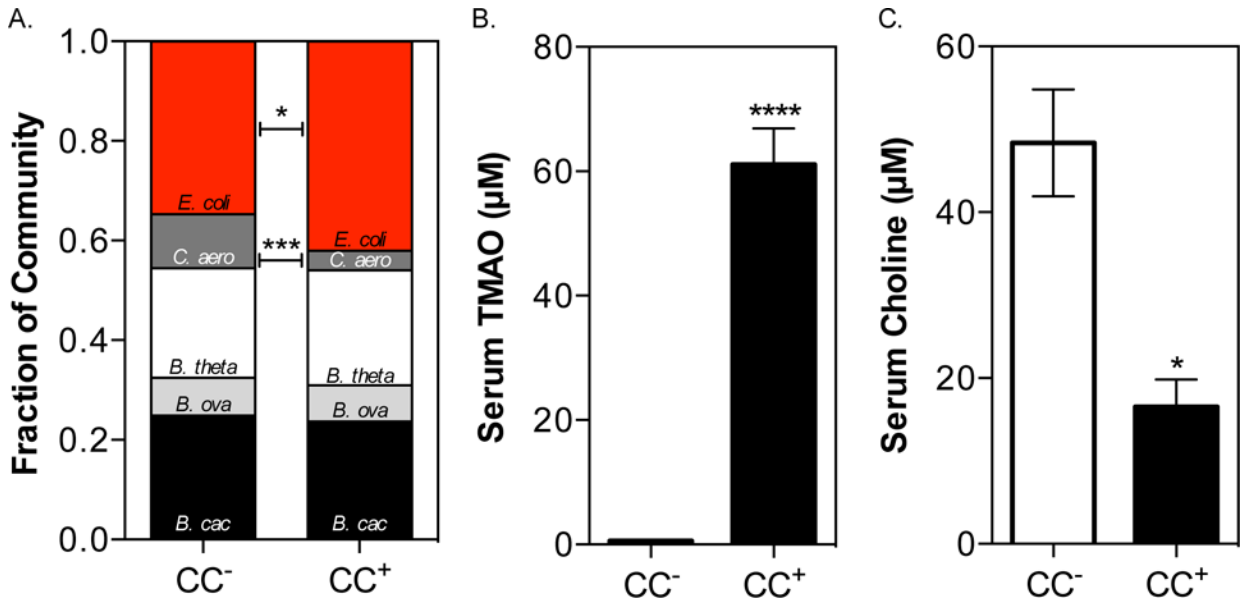 A.
Fraction of Community
1.0
0.8
0.6
0.4
0.2
0.0
E. coli
C. aero
B. theta
B. ova
B. cac
*
***
E. coli
C. aero
B. theta
B. ova
B. cac
CC⁻
CC⁺
B.
Serum TMAO (µM)
80
60
40
20
0
****
CC⁻
CC⁺
C.
Serum Choline (µM)
60
40
20
0
*
CC⁻
CC⁺